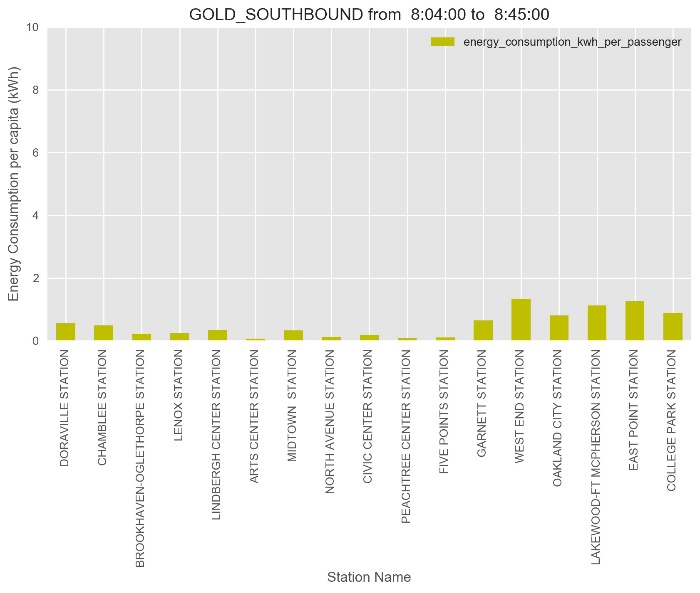 GOLD_SOUTHBOUND from  8:04:00 to  8:45:00
energy_consumption_kwh_per_passenger
Energy Consumption per capita (kWh)
10
8
6
4
2
0
DORAVILLE STATION
CHAMBLEE STATION
BROOKHAVEN-OGLETHORPE STATION
LENOX STATION
LINDBERGH CENTER STATION
ARTS CENTER STATION
MIDTOWN  STATION
NORTH AVENUE STATION
CIVIC CENTER STATION
PEACHTREE CENTER STATION
FIVE POINTS STATION
GARNETT STATION
WEST END STATION
OAKLAND CITY STATION
LAKEWOOD-FT MCPHERSON STATION
EAST POINT STATION
COLLEGE PARK STATION
Station Name